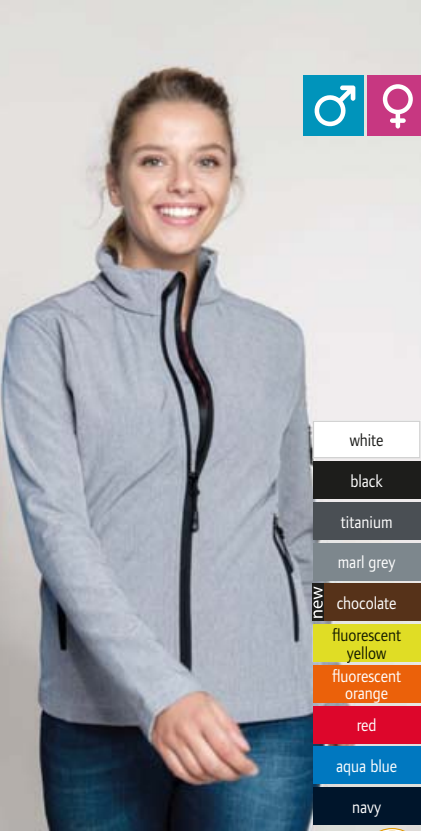 white
black
titanium
marl grey
new
chocolate
fluorescent
yellow
fluorescent
orange
red
aqua blue
navy